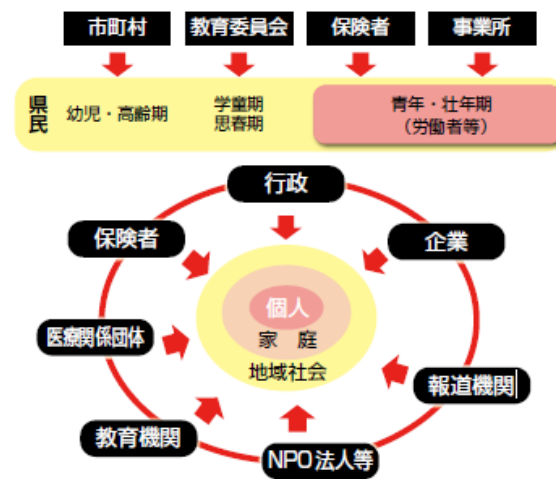 市町村
教育委員会
保険者
事業所
県民
幼児・高齢期
学童期
思春期
青年・壮年期
(労働者等)
行政
保険者
企業
医療関係団体
個人
家 庭
地域社会
報道機関
教育機関
NPO法人等